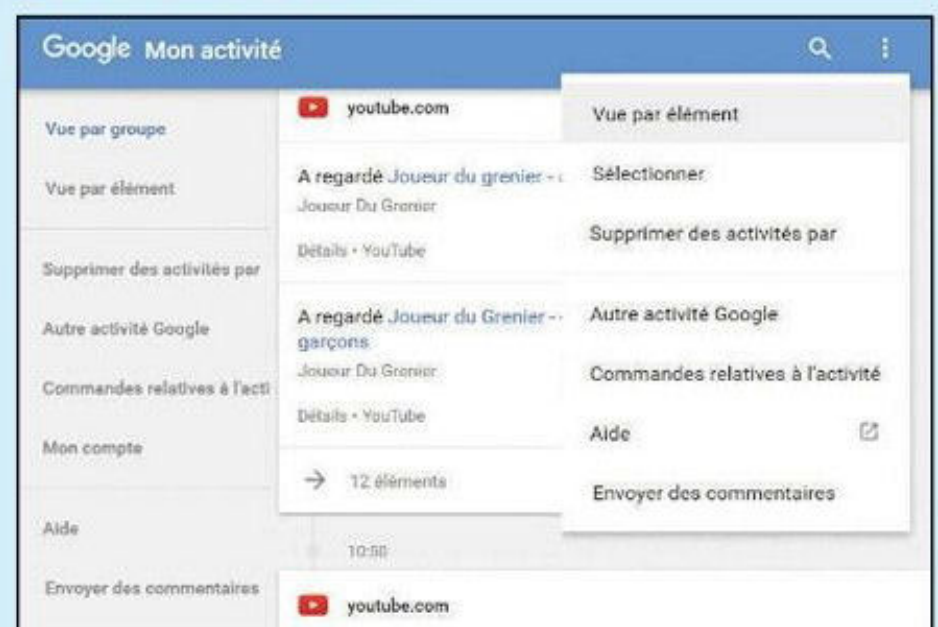 Google Mon activité
Vue par groupe
Vue par élément
Supprimer des activités par
Autre activité Google
Commandes relatives à l'acti
Mon compte
Aide
Envoyer des commentaires
youtube.com
A regardé Joueur du grenier -
Joueur Du Grenier
Détails • YouTube
A regardé Joueur du Grenier -
garçons
Joueur Du Grenier
Détails • YouTube
12 éléments
10:50
youtube.com
Vue par élément
Sélectionner
Supprimer des activités par
Autre activité Google
Commandes relatives à l'activité
Aide
Envoyer des commentaires